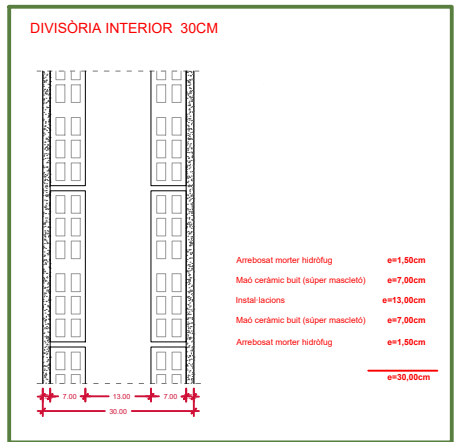 DIVISÒRIA INTERIOR 30CM
Arrebosat morter hidròfug e=1,50cm
Maó ceràmic buit (súper mascletó) e=7,00cm
Instal·lacions e=13,00cm
Maó ceràmic buit (súper mascletó) e=7,00cm
Arrebosat morter hidròfug e=1,50cm
e=30,00cm
7.00 13.00 7.00
30.00